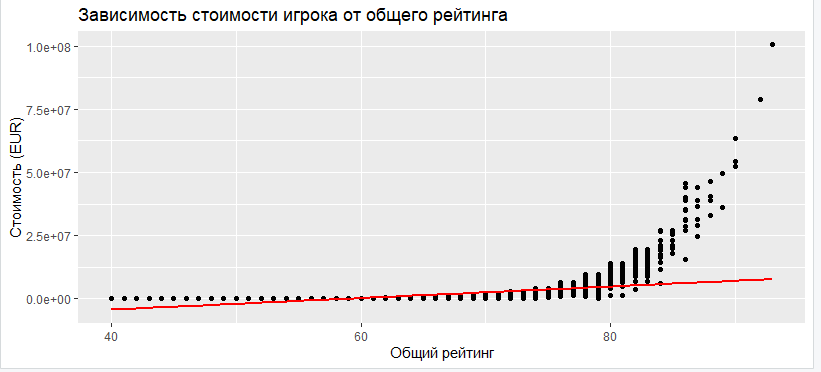 Зависимость стоимости игрока от общего рейтинга
1.0e+08
7.5e+07
5.0e+07
2.5e+07
0.0e+00
Стоимость (EUR)
40
60
80
Общий рейтинг